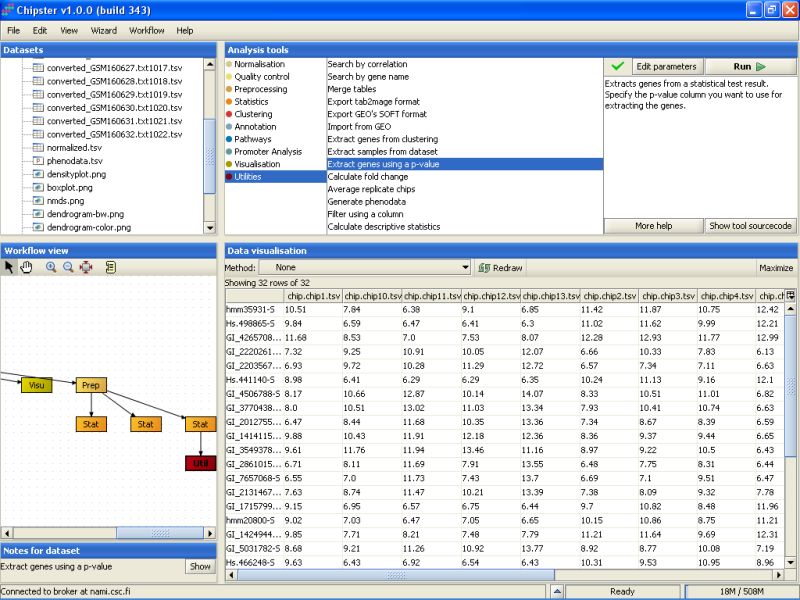 Chipster v1.0.0 (build 343)
File Edit View Wizard Workflow Help
Datasets
converted_GSM160627.txt1017.tsv
converted_GSM160628.txt1018.tsv
converted_GSM160629.txt1019.tsv
converted_GSM160630.txt1020.tsv
converted_GSM160631.txt1021.tsv
converted_GSM160632.txt1022.tsv
normalized.tsv
phenodata.tsv
densityplot.png
boxplot.png
nmds.png
dendrogram-bw.png
dendrogram-color.png
Analysis tools
Normalisation
Quality control
Preprocessing
Statistics
Clustering
Annotation
Pathways
Promoter Analysis
Visualisation
Utilities
Search by correlation
Search by gene name
Merge tables
Export tab2mage format
Export GEO's SOFT format
Import from GEO
Extract genes from clustering
Extract samples from dataset
Extract genes using a p-value
Calculate fold change
Average replicate chips
Generate phenodata
Filter using a column
Calculate descriptive statistics
Edit parameters Run
Extracts genes from a statistical test result.
Specify the p-value column you want to use for
extracting the genes.
More help Show tool sourcecode
Workflow view
Visu Prep
Stat Stat Stat
Util
Notes for dataset
Extract genes using a p-value Show
Data visualisation
Method: None Redraw Maximize
Showing 32 rows of 32
chip.chip1.tsv chip.chip10.tsv chip.chip11.tsv chip.chip12.tsv chip.chip13.tsv chip.chip2.tsv chip.chip3.tsv chip.chip4.tsv chip.ch
hmm35931-S 10.51 7.84 6.38 9.1 6.85 11.42 11.87 10.75 12.42
Hs.498865-S 9.84 6.59 6.47 6.41 6.3 11.02 11.62 9.99 12.21
GI_4265708... 11.68 8.53 7.0 7.53 8.07 12.28 12.93 11.77 12.99
GI_2220261... 7.32 9.25 10.91 10.05 12.07 6.66 10.33 7.83 6.13
GI_2203567... 6.93 9.72 10.28 11.29 12.72 6.57 7.34 7.11 6.63
Hs.441140-S 8.98 6.41 6.29 6.29 6.35 10.24 11.13 9.16 12.1
GI_4506788-S 8.17 10.66 12.87 10.14 14.07 8.33 10.51 11.01 6.82
GI_3770438... 8.0 10.51 13.02 11.03 13.34 7.93 10.41 10.74 6.63
GI_2012755... 6.47 8.44 11.68 10.35 13.36 7.34 8.67 8.39 6.59
GI_1414115... 9.88 10.43 11.91 12.18 12.36 8.36 9.37 9.44 6.65
GI_3549378... 9.61 11.76 11.94 13.46 11.16 8.97 9.22 10.5 6.43
GI_2861015... 6.71 8.11 11.69 7.91 13.55 6.48 8.75 8.31 6.44
GI_7657068-S 6.55 7.0 11.73 7.43 13.7 6.69 7.1 9.51 6.47
GI_2131467... 7.63 8.74 11.47 10.21 13.39 7.38 8.09 9.32 7.78
GI_1715799... 9.15 6.95 6.57 6.75 6.44 9.7 10.82 8.48 11.96
hmm20800-S 9.02 7.03 6.47 7.05 6.65 10.15 10.86 8.75 11.21
GI_1424944... 9.85 7.71 8.21 7.48 7.79 11.21 11.64 9.69 12.31
GI_5031782-S 8.68 9.21 11.26 10.92 13.77 8.92 8.77 10.08 7.19
Hs.466248-S 9.63 6.43 6.92 6.54 6.43 10.31 9.53 10.95 8.96
Connected to broker at nami.csc.fi Ready 18M / 508M